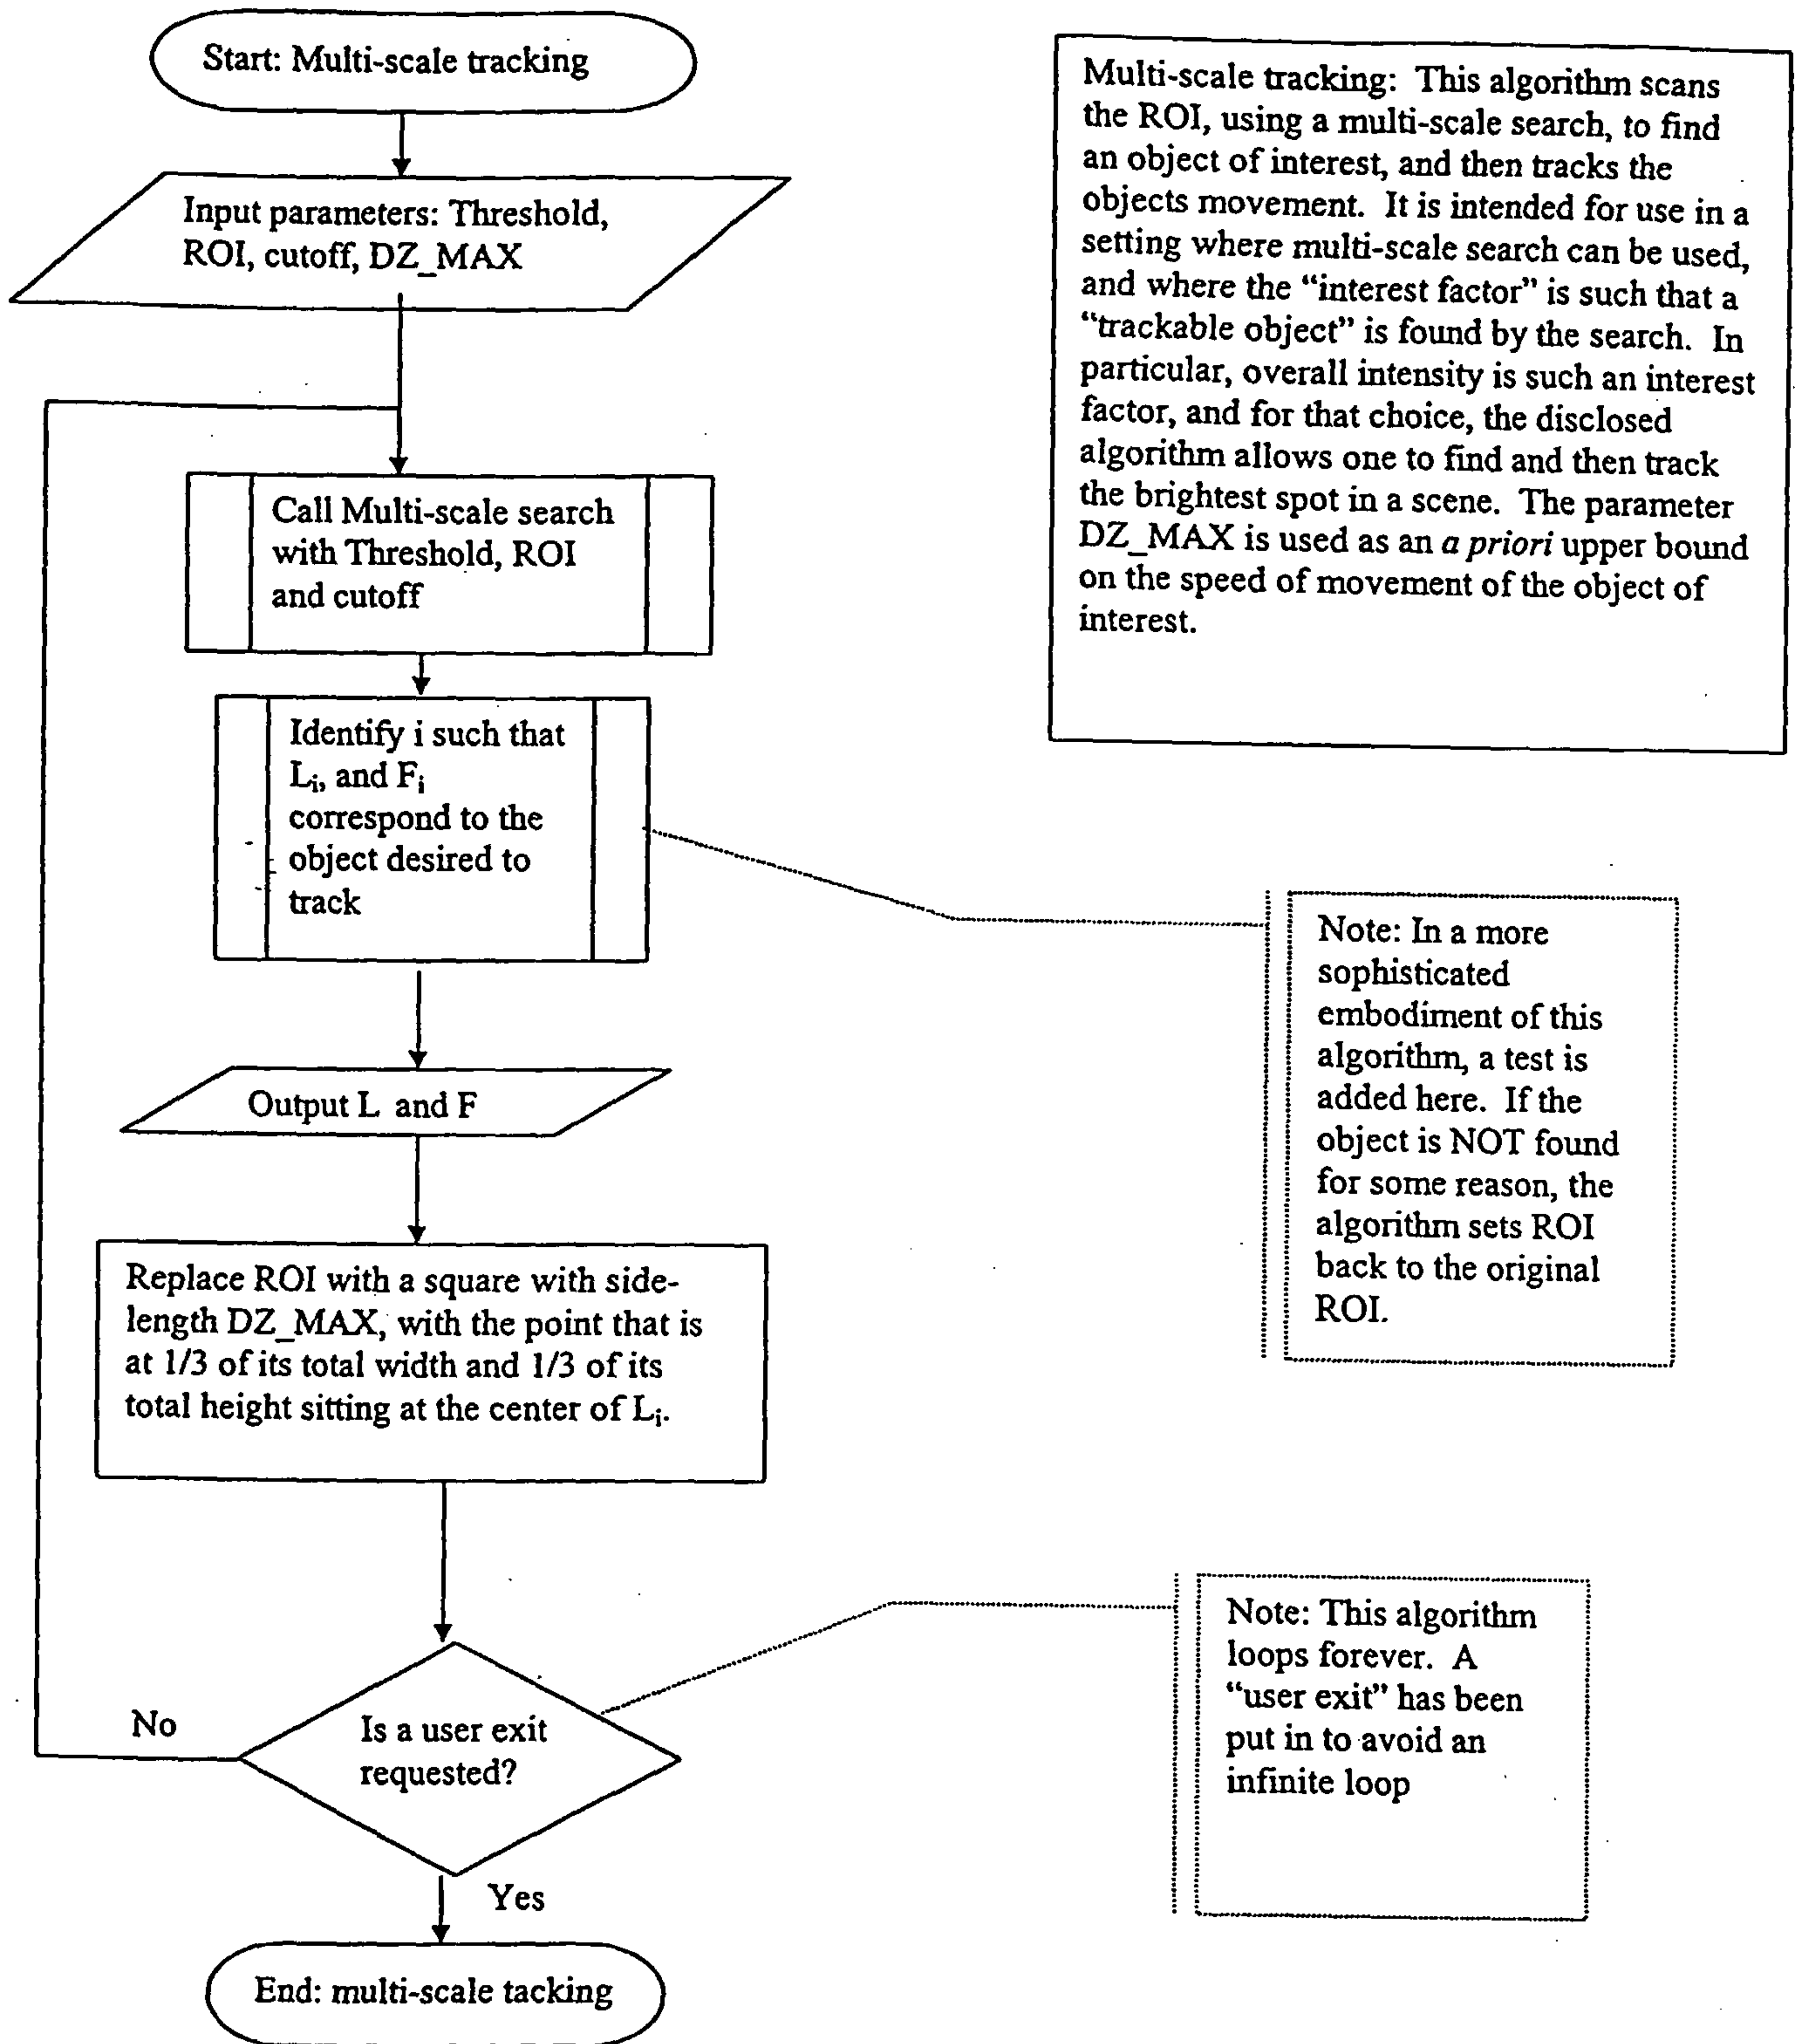 Start: Multi-scale tracking
Input parameters: Threshold,
ROI, cutoff, DZ_MAX
Call Multi-scale search
with Threshold, ROI
and cutoff
Identify i such that
Lᵢ, and Fᵢ
correspond to the
object desired to
track
Output L and F
Replace ROI with a square with side-
length DZ_MAX, with the point that is
at 1/3 of its total width and 1/3 of its
total height sitting at the center of Lᵢ.
Is a user exit
requested?
No
Yes
End: multi-scale tacking
Multi-scale tracking: This algorithm scans
the ROI, using a multi-scale search, to find
an object of interest, and then tracks the
objects movement. It is intended for use in a
setting where multi-scale search can be used,
and where the “interest factor” is such that a
“trackable object” is found by the search. In
particular, overall intensity is such an interest
factor, and for that choice, the disclosed
algorithm allows one to find and then track
the brightest spot in a scene. The parameter
DZ_MAX is used as an a priori upper bound
on the speed of movement of the object of
interest.
Note: In a more
sophisticated
embodiment of this
algorithm, a test is
added here. If the
object is NOT found
for some reason, the
algorithm sets ROI
back to the original
ROI.
Note: This algorithm
loops forever. A
“user exit” has been
put in to avoid an
infinite loop